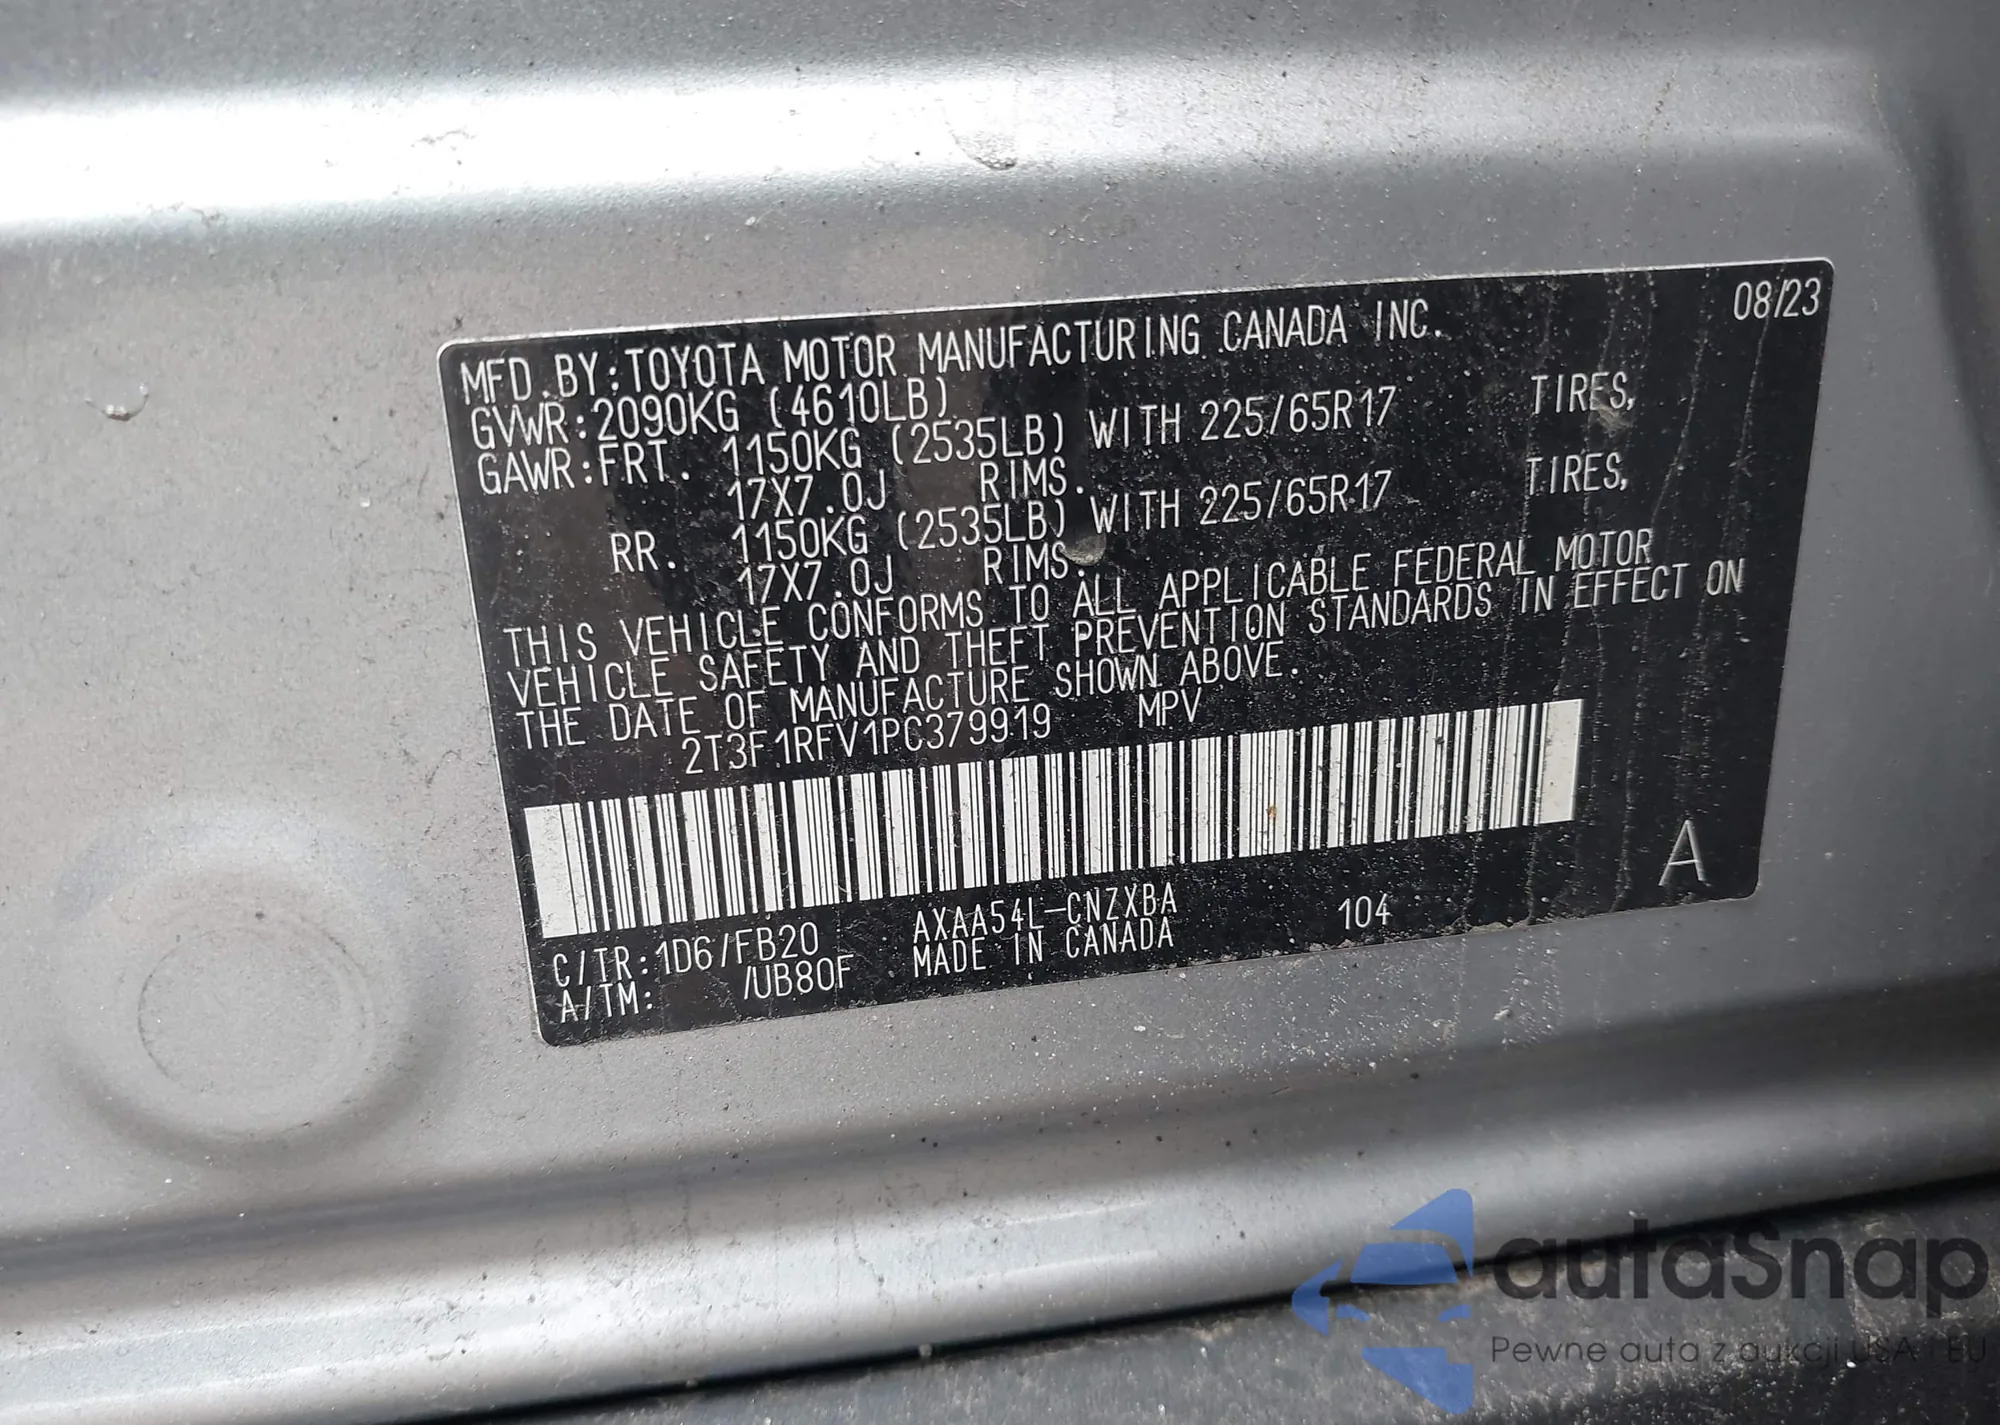 08/23
MFD.BY:TOYOTA MOTOR MANUFACTURING CANADA INC.
GVWR:2090KG (4610LB)
GAWR:FRT. 1150KG (2535LB) WITH 225/65R17 TIRES,
17X7.0J RIMS.
RR. 1150KG (2535LB) WITH 225/65R17 TIRES,
17X7.0J RIMS.
THIS VEHICLE CONFORMS TO ALL APPLICABLE FEDERAL MOTOR
VEHICLE SAFETY AND THEFT PREVENTION STANDARDS IN EFFECT ON
THE DATE OF MANUFACTURE SHOWN ABOVE.
2T3F1RFV1PC379919 MPV
A
C/TR:1D6/FB20 AXAA54L-CNZXBA 104
A/TM: /UB80F MADE IN CANADA
autaSnap
Pewne auta z aukcji USA i EU